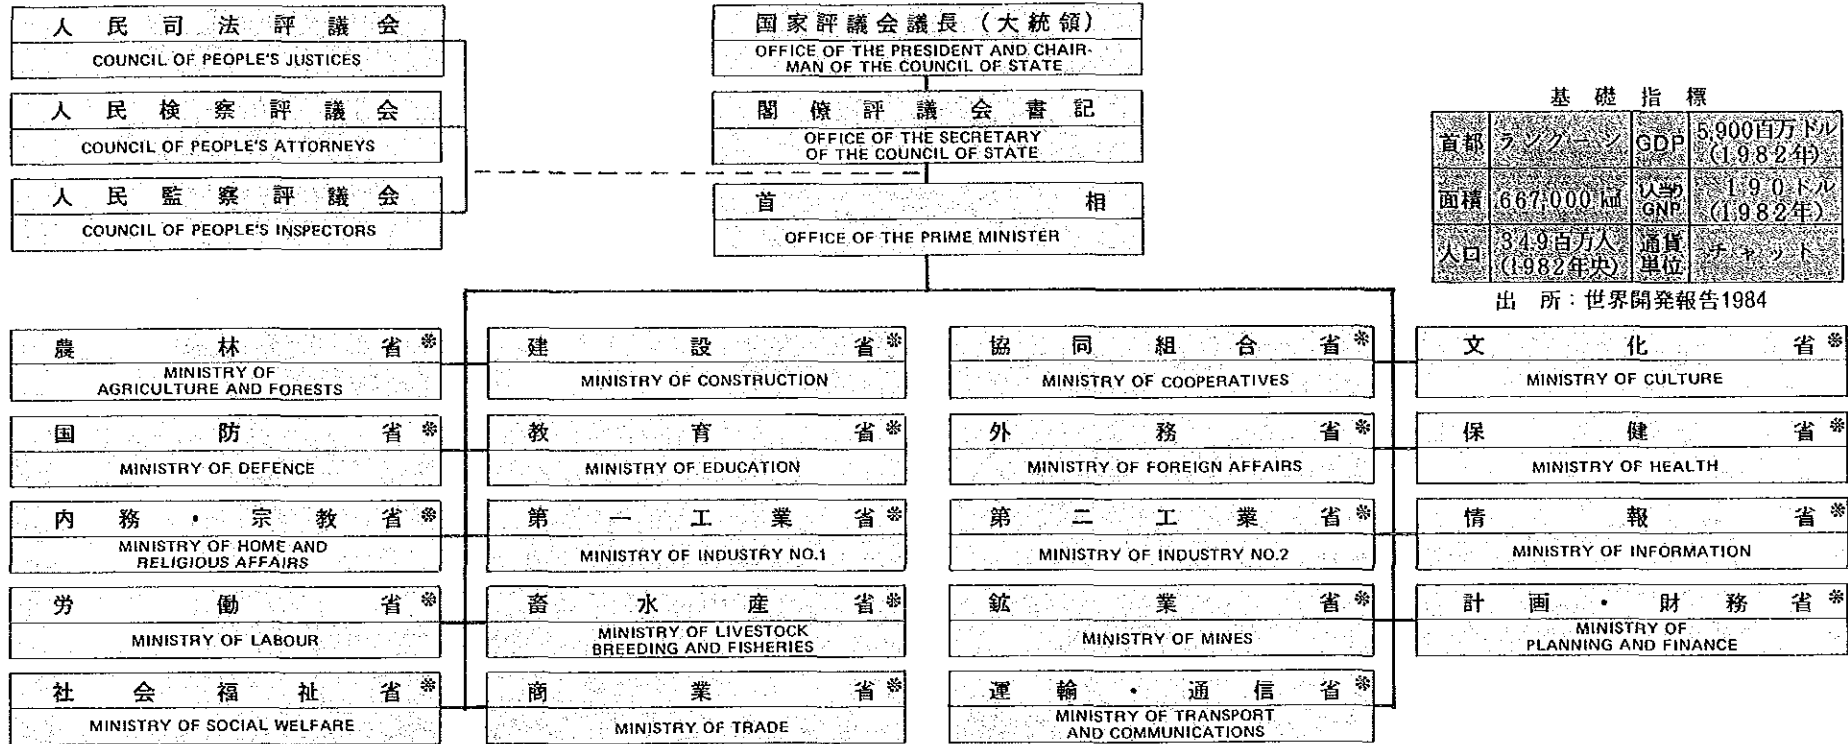 人民司法評議会
COUNCIL OF PEOPLE'S JUSTICES
人民検察評議会
COUNCIL OF PEOPLE'S ATTORNEYS
人民監察評議会
COUNCIL OF PEOPLE'S INSPECTORS
国家評議会議長（大統領）
OFFICE OF THE PRESIDENT AND CHAIR-
MAN OF THE COUNCIL OF STATE
閣僚評議会書記
OFFICE OF THE SECRETARY
OF THE COUNCIL OF STATE
首相
OFFICE OF THE PRIME MINISTER
基礎指標
首都 ラングーン GDP 5,900百万ドル (1982年)
面積 667,000㎢ 1人当り GNP 190ドル (1982年)
人口 34.9百万人 (1982年央) 通貨単位 チャット
出所：世界開発報告1984
農林省※
MINISTRY OF
AGRICULTURE AND FORESTS
建設省※
MINISTRY OF CONSTRUCTION
協同組合省※
MINISTRY OF COOPERATIVES
文化省※
MINISTRY OF CULTURE
国防省※
MINISTRY OF DEFENCE
教育省※
MINISTRY OF EDUCATION
外務省※
MINISTRY OF FOREIGN AFFAIRS
保健省※
MINISTRY OF HEALTH
内務・宗教省※
MINISTRY OF HOME AND
RELIGIOUS AFFAIRS
第一工業省※
MINISTRY OF INDUSTRY NO.1
第二工業省※
MINISTRY OF INDUSTRY NO.2
情報省※
MINISTRY OF INFORMATION
労働省※
MINISTRY OF LABOUR
畜水産省※
MINISTRY OF LIVESTOCK
BREEDING AND FISHERIES
鉱業省※
MINISTRY OF MINES
計画・財務省※
MINISTRY OF
PLANNING AND FINANCE
社会福祉省※
MINISTRY OF SOCIAL WELFARE
商業省※
MINISTRY OF TRADE
運輸・通信省※
MINISTRY OF TRANSPORT
AND COMMUNICATIONS